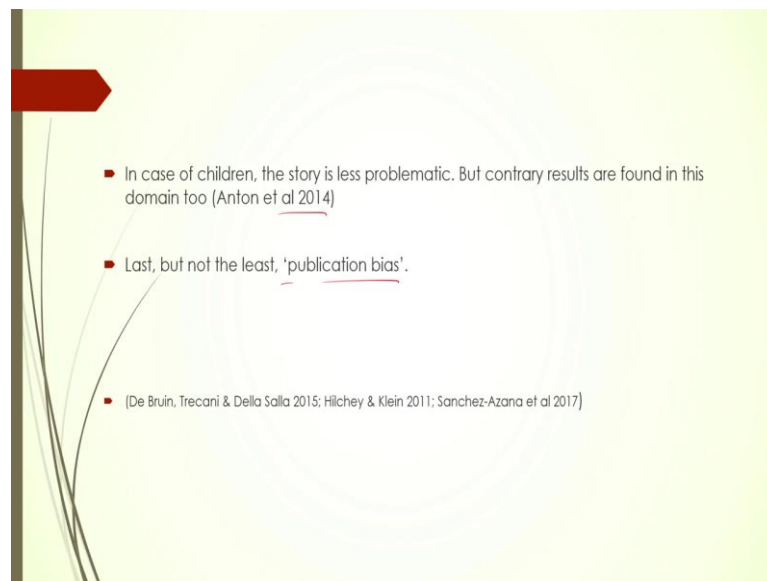 In case of children, the story is less problematic. But contrary results are found in this
domain too (Anton et al 2014)
Last, but not the least, ‘publication bias’.
(De Bruin, Trecani & Della Salla 2015; Hilchey & Klein 2011; Sanchez-Azana et al 2017)